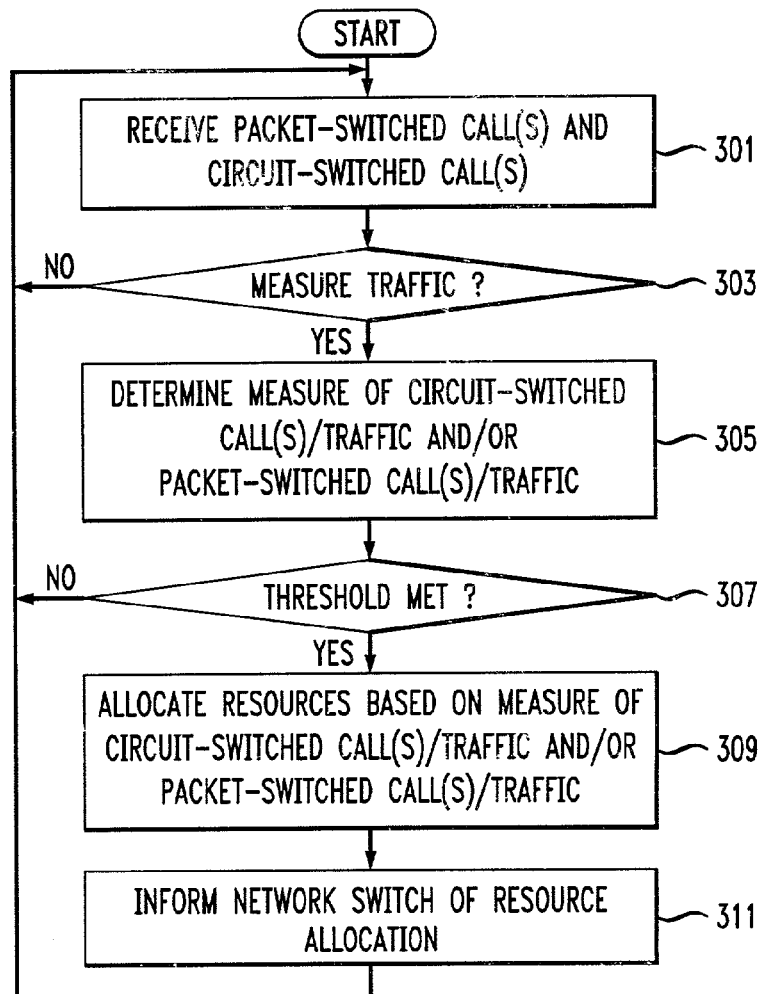 START
RECEIVE PACKET-SWITCHED CALL(S) AND
CIRCUIT-SWITCHED CALL(S)
301
NO
MEASURE TRAFFIC ?
303
YES
DETERMINE MEASURE OF CIRCUIT-SWITCHED
CALL(S)/TRAFFIC AND/OR
PACKET-SWITCHED CALL(S)/TRAFFIC
305
NO
THRESHOLD MET ?
307
YES
ALLOCATE RESOURCES BASED ON MEASURE OF
CIRCUIT-SWITCHED CALL(S)/TRAFFIC AND/OR
PACKET-SWITCHED CALL(S)/TRAFFIC
309
INFORM NETWORK SWITCH OF RESOURCE
ALLOCATION
311